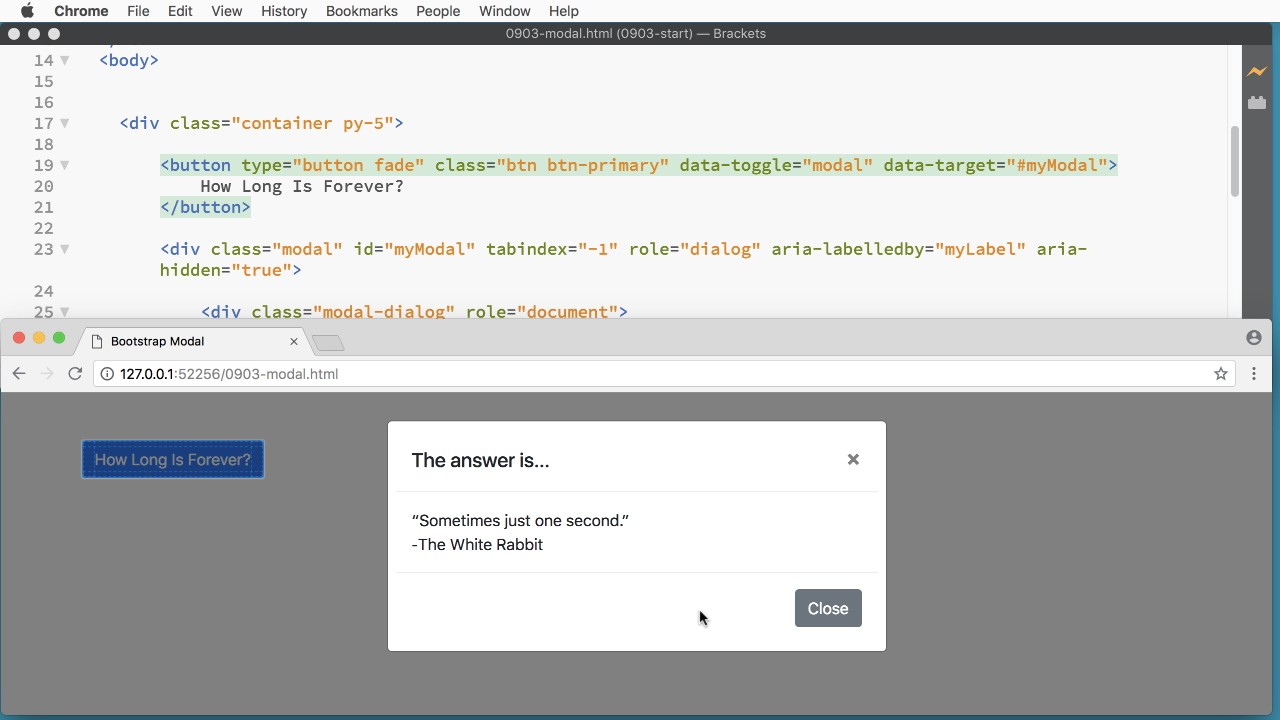 Chrome File Edit View History Bookmarks People Window Help
0903-modal.html (0903-start) — Brackets
14 <body>
15
16
17 <div class="container py-5">
18
19 <button type="button fade" class="btn btn-primary" data-toggle="modal" data-target="#myModal">
20 How Long Is Forever?
21 </button>
22
23 <div class="modal" id="myModal" tabindex="-1" role="dialog" aria-labelledby="myLabel" aria-
hidden="true">
24
25 <div class="modal-dialog" role="document">
Bootstrap Modal
127.0.0.1:52256/0903-modal.html
How Long Is Forever?
The answer is...
“Sometimes just one second.”
-The White Rabbit
Close